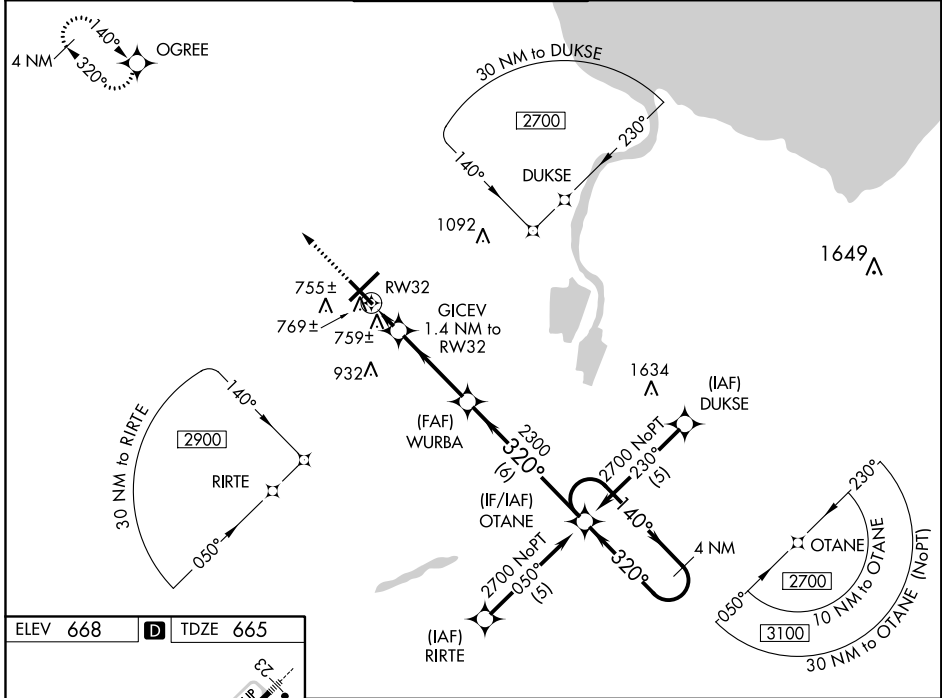 140°
OGREE
4 NM
320°
30 NM to DUKSE
2700
230°
140°
DUKSE
1092
1649
755±
RW32
GICEV
1.4 NM to
RW32
769±
759±
932
1634
(IAF)
DUKSE
(FAF)
WURBA
2300
320°
(6)
2700 NoPT
230°
(5)
140°
30 NM to RIRTE
2900
RIRTE
050°
(IF/IAF)
OTANE
140°
320°
4 NM
2700 NoPT
050°
(5)
(IAF)
RIRTE
230°
OTANE
2700
050°
10 NM to OTANE
3100
30 NM to OTANE (NoPT)
ELEV 668
D
TDZE 665
23
UP